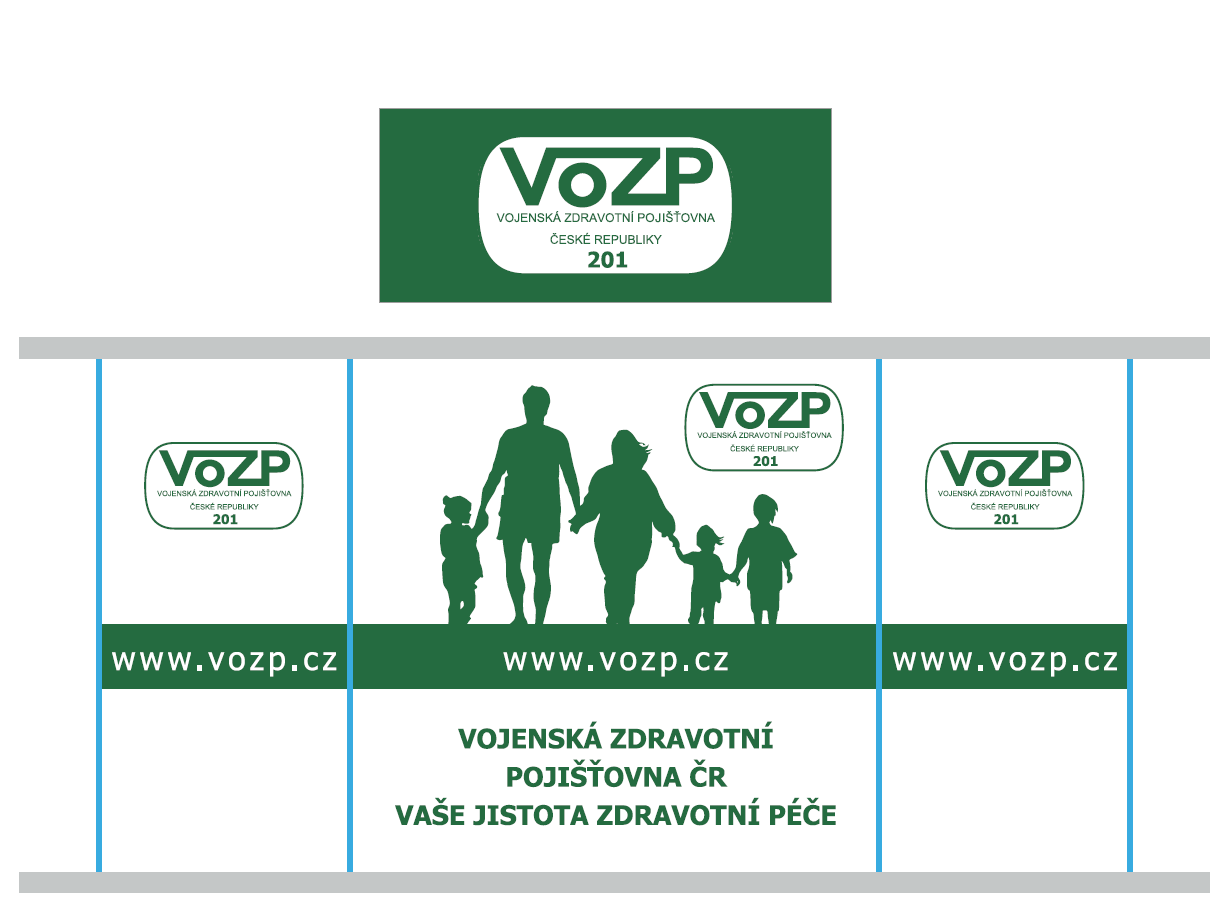 VoZP
VOJENSKÁ ZDRAVOTNÍ POJIŠŤOVNA
ČESKÉ REPUBLIKY
201
VoZP
VOJENSKÁ ZDRAVOTNÍ POJIŠŤOVNA
ČESKÉ REPUBLIKY
201
www.vozp.cz
VoZP
VOJENSKÁ ZDRAVOTNÍ POJIŠŤOVNA
ČESKÉ REPUBLIKY
201
www.vozp.cz
VOJENSKÁ ZDRAVOTNÍ
POJIŠŤOVNA ČR
VAŠE JISTOTA ZDRAVOTNÍ PÉČE
VoZP
VOJENSKÁ ZDRAVOTNÍ POJIŠŤOVNA
ČESKÉ REPUBLIKY
201
www.vozp.cz